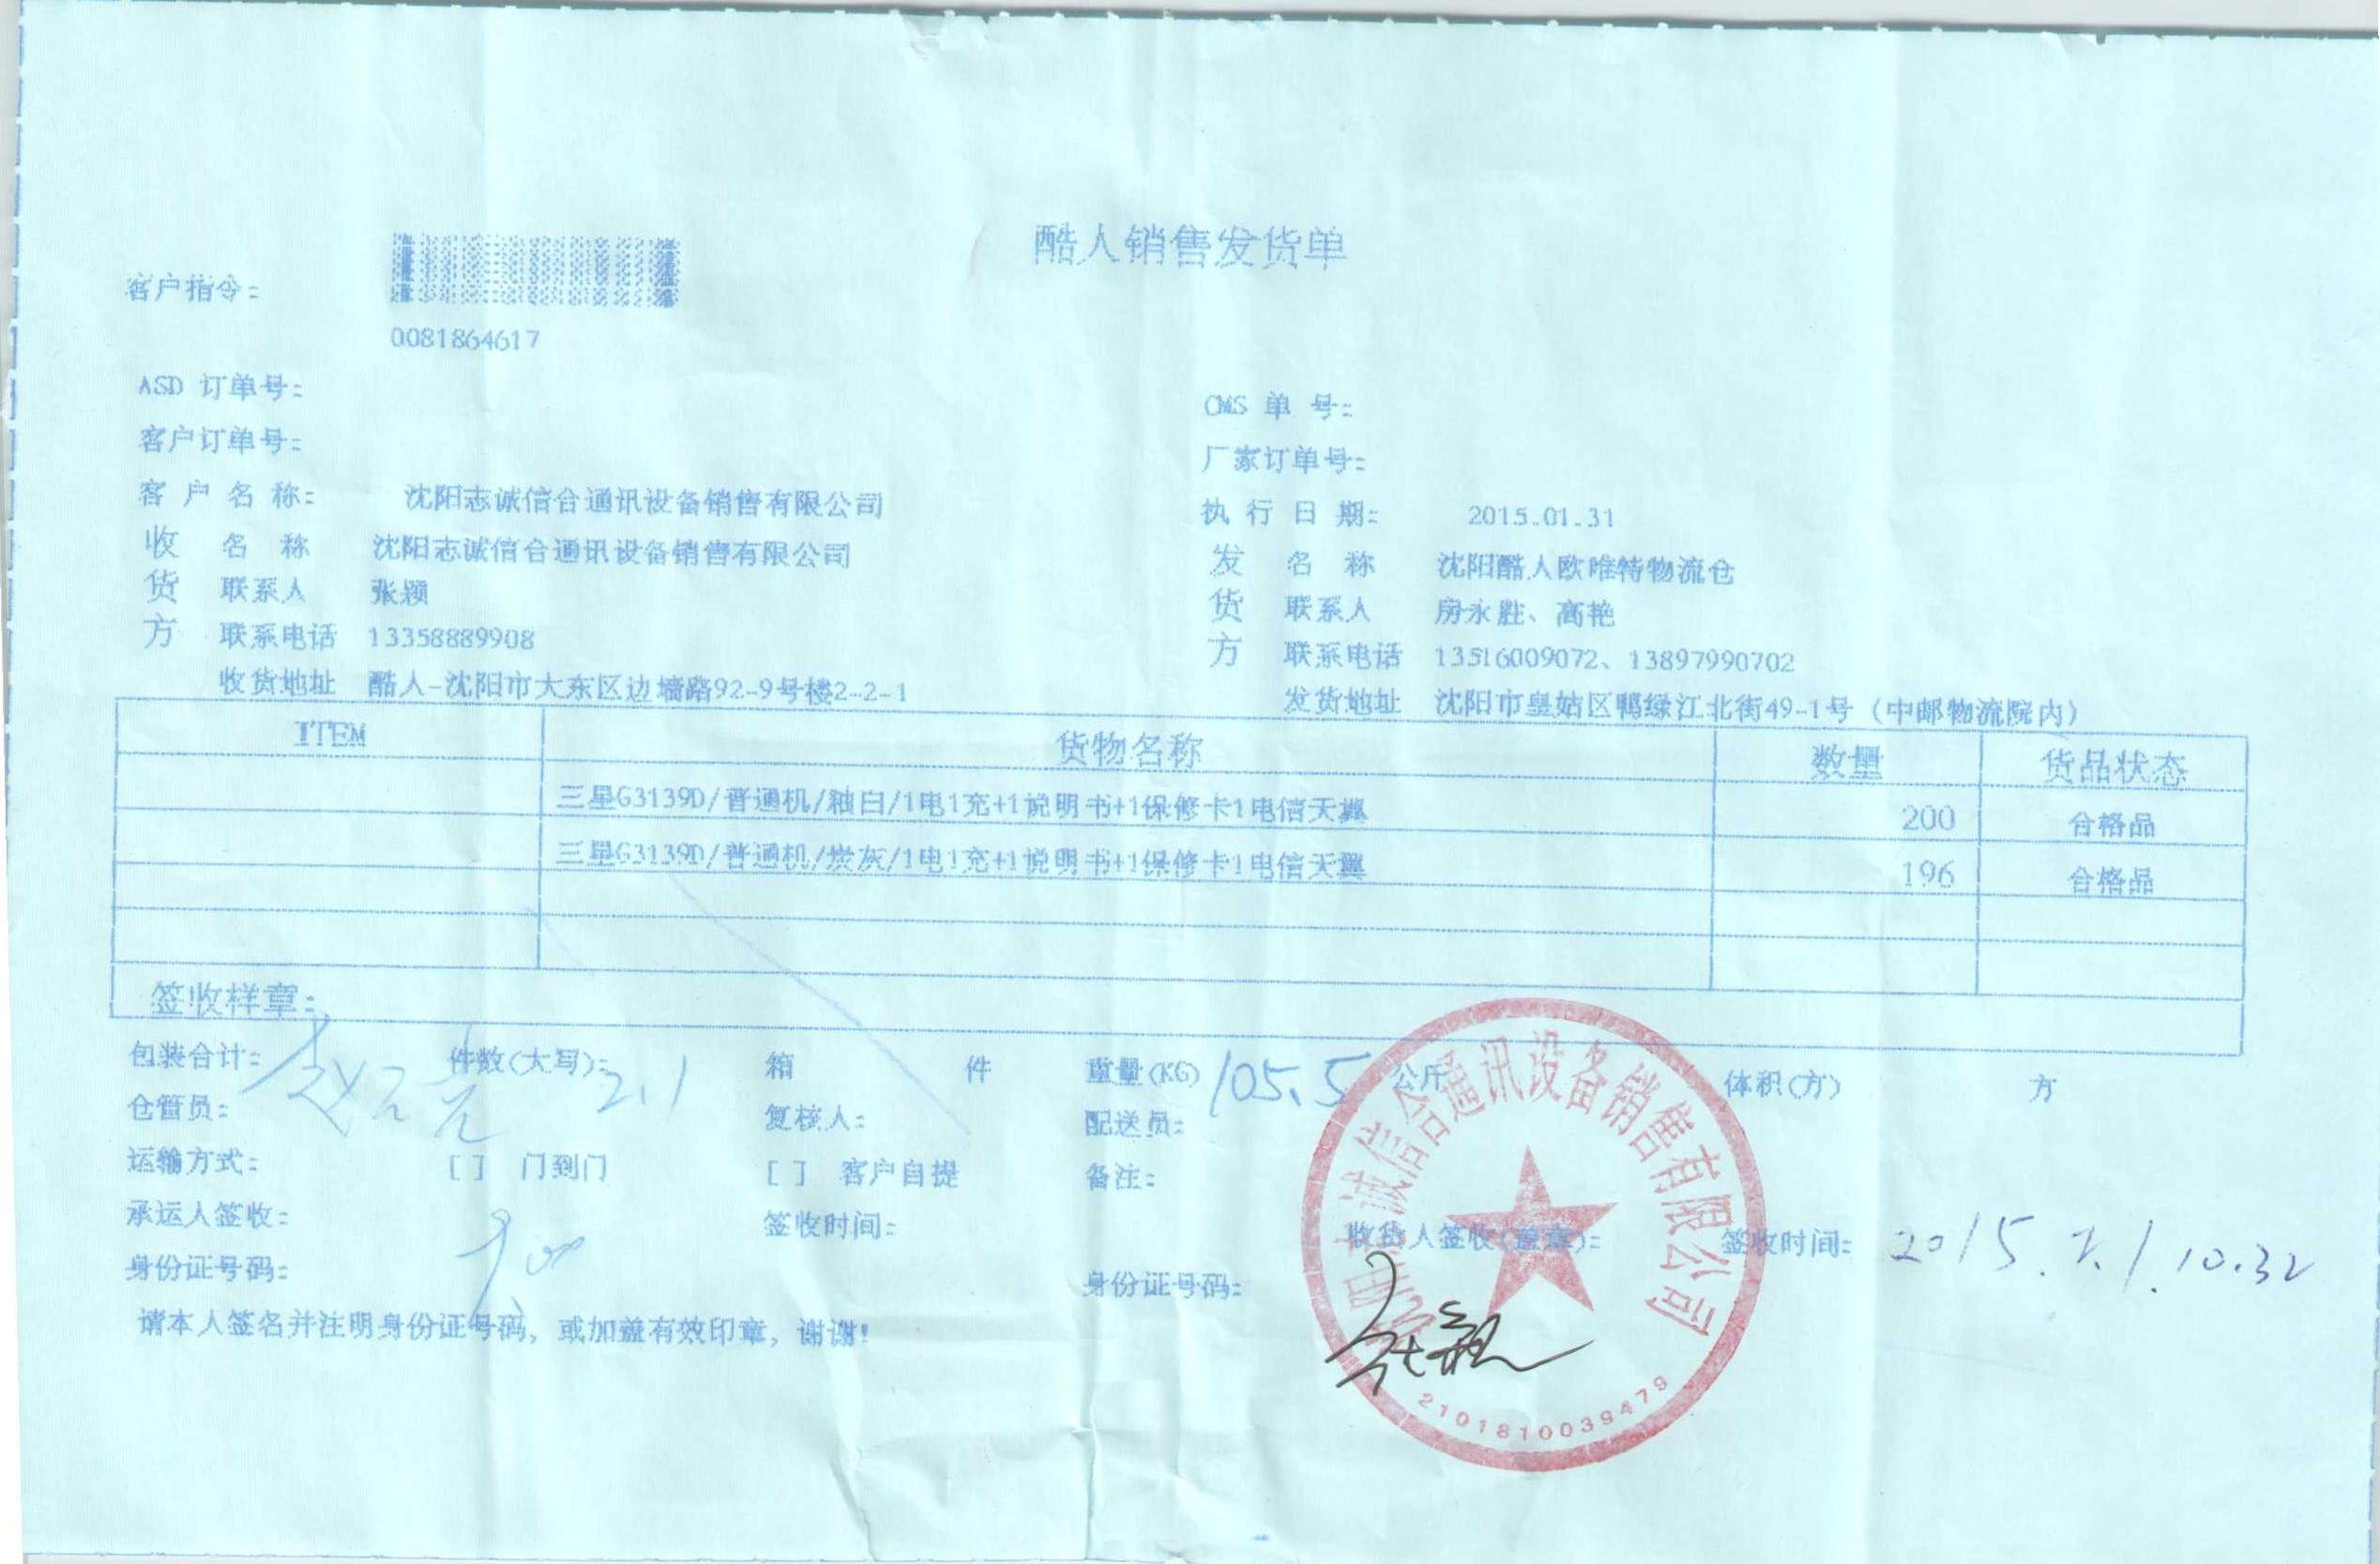 酷人销售发货单
客户指令:
0081864617
ASD 订单号:
OMS 单 号:
客户订单号:
厂家订单号:
客 户 名 称: 沈阳志诚信合通讯设备销售有限公司
执 行 日 期: 2015.01.31
收 名 称 沈阳志诚信合通讯设备销售有限公司
发 名 称 沈阳酷人欧唯特物流仓
货 联系人 张颖
货 联系人 房永胜、高艳
方 联系电话 13358889908
方 联系电话 13516009072、13897990702
收货地址 酷人-沈阳市大东区边墙路92-9号楼2-2-1
发货地址 沈阳市皇姑区鸭绿江北街49-1号（中邮物流院内）
ITEM 货物名称 数量 货品状态
三星G3139D/普通机/釉白/1电1充+1说明书+1保修卡1电信天翼 200 合格品
三星G3139D/普通机/炭灰/1电1充+1说明书+1保修卡1电信天翼 196 合格品
签收样章:
包装合计: 件数(大写): 箱 件 重量(KG) 105.5 公斤 体积(方) 方
仓管员: 复核人: 配送员:
运输方式: [ ] 门到门 [ ] 客户自提 备注:
承运人签收: 签收时间: 收货人签收(盖章): 签收时间: 2015.2.1.10.32
身份证号码: 身份证号码:
张颖
请本人签名并注明身份证号码，或加盖有效印章，谢谢!
诚信合通讯设备销售有限公司
2101810039479